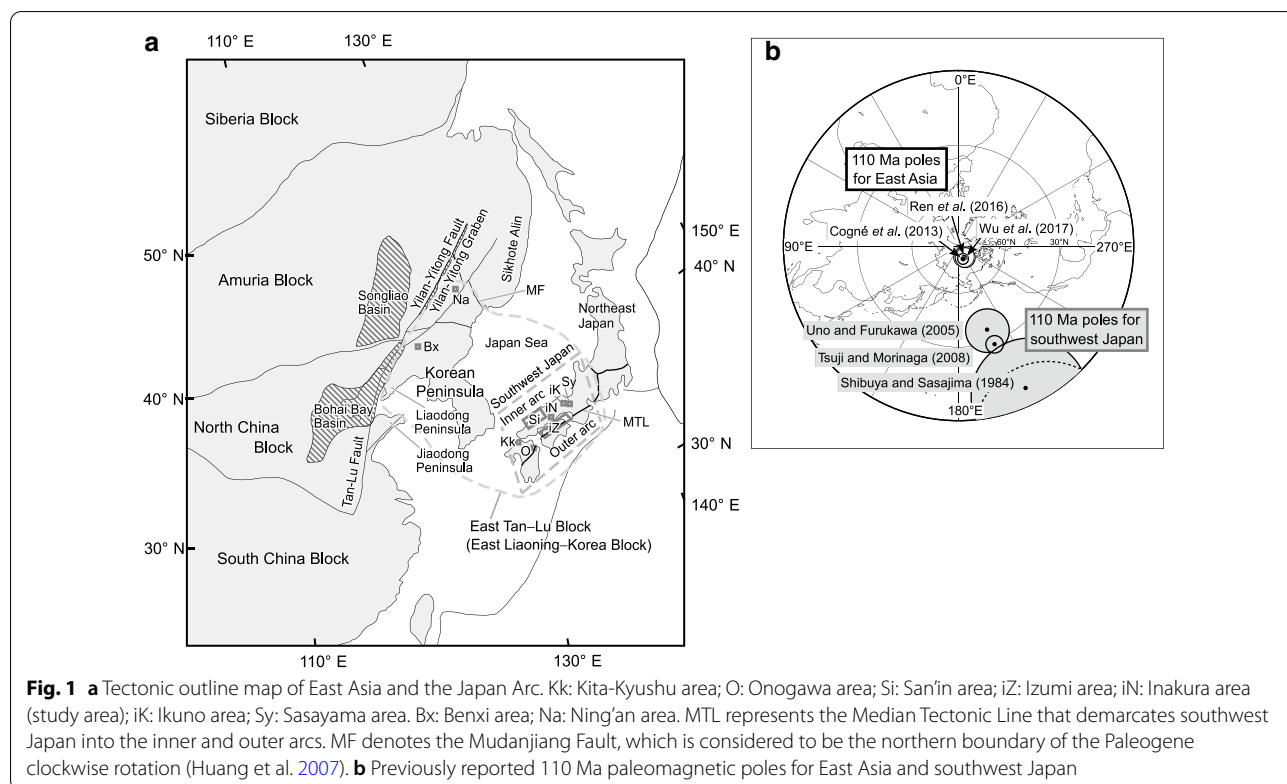 a
110° E
130° E
Siberia Block
150° E
50° N
40° N
Amuria Block
Songliao
Basin
Yilan-Yitong Fault
Yilan-Yitong Graben
Sikhote Alin
Na
MF
Northeast
Japan
Bx
Japan Sea
Korean
Peninsula
Southwest Japan
Inner arc
iK
Sy
iN
Si
iZ
MTL
40° N
Bohai Bay
Basin
Liaodong
Peninsula
North China
Block
Kk
O
Outer arc
30° N
Jiaodong
Peninsula
Tan-Lu Fault
140° E
East Tan–Lu Block
(East Liaoning–Korea Block)
30° N
South China Block
110° E
130° E
b
0°E
110 Ma poles
for East Asia
Ren et al. (2016)
Cogné et al. (2013)
Wu et al. (2017)
90°E
60°N
30°N
270°E
Uno and Furukawa (2005)
110 Ma poles for
southwest Japan
Tsuji and Morinaga (2008)
Shibuya and Sasajima (1984)
180°E
Fig. 1 a Tectonic outline map of East Asia and the Japan Arc. Kk: Kita-Kyushu area; O: Onogawa area; Si: San’in area; iZ: Izumi area; iN: Inakura area
(study area); iK: Ikuno area; Sy: Sasayama area. Bx: Benxi area; Na: Ning’an area. MTL represents the Median Tectonic Line that demarcates southwest
Japan into the inner and outer arcs. MF denotes the Mudanjiang Fault, which is considered to be the northern boundary of the Paleogene
clockwise rotation (Huang et al. 2007). b Previously reported 110 Ma paleomagnetic poles for East Asia and southwest Japan